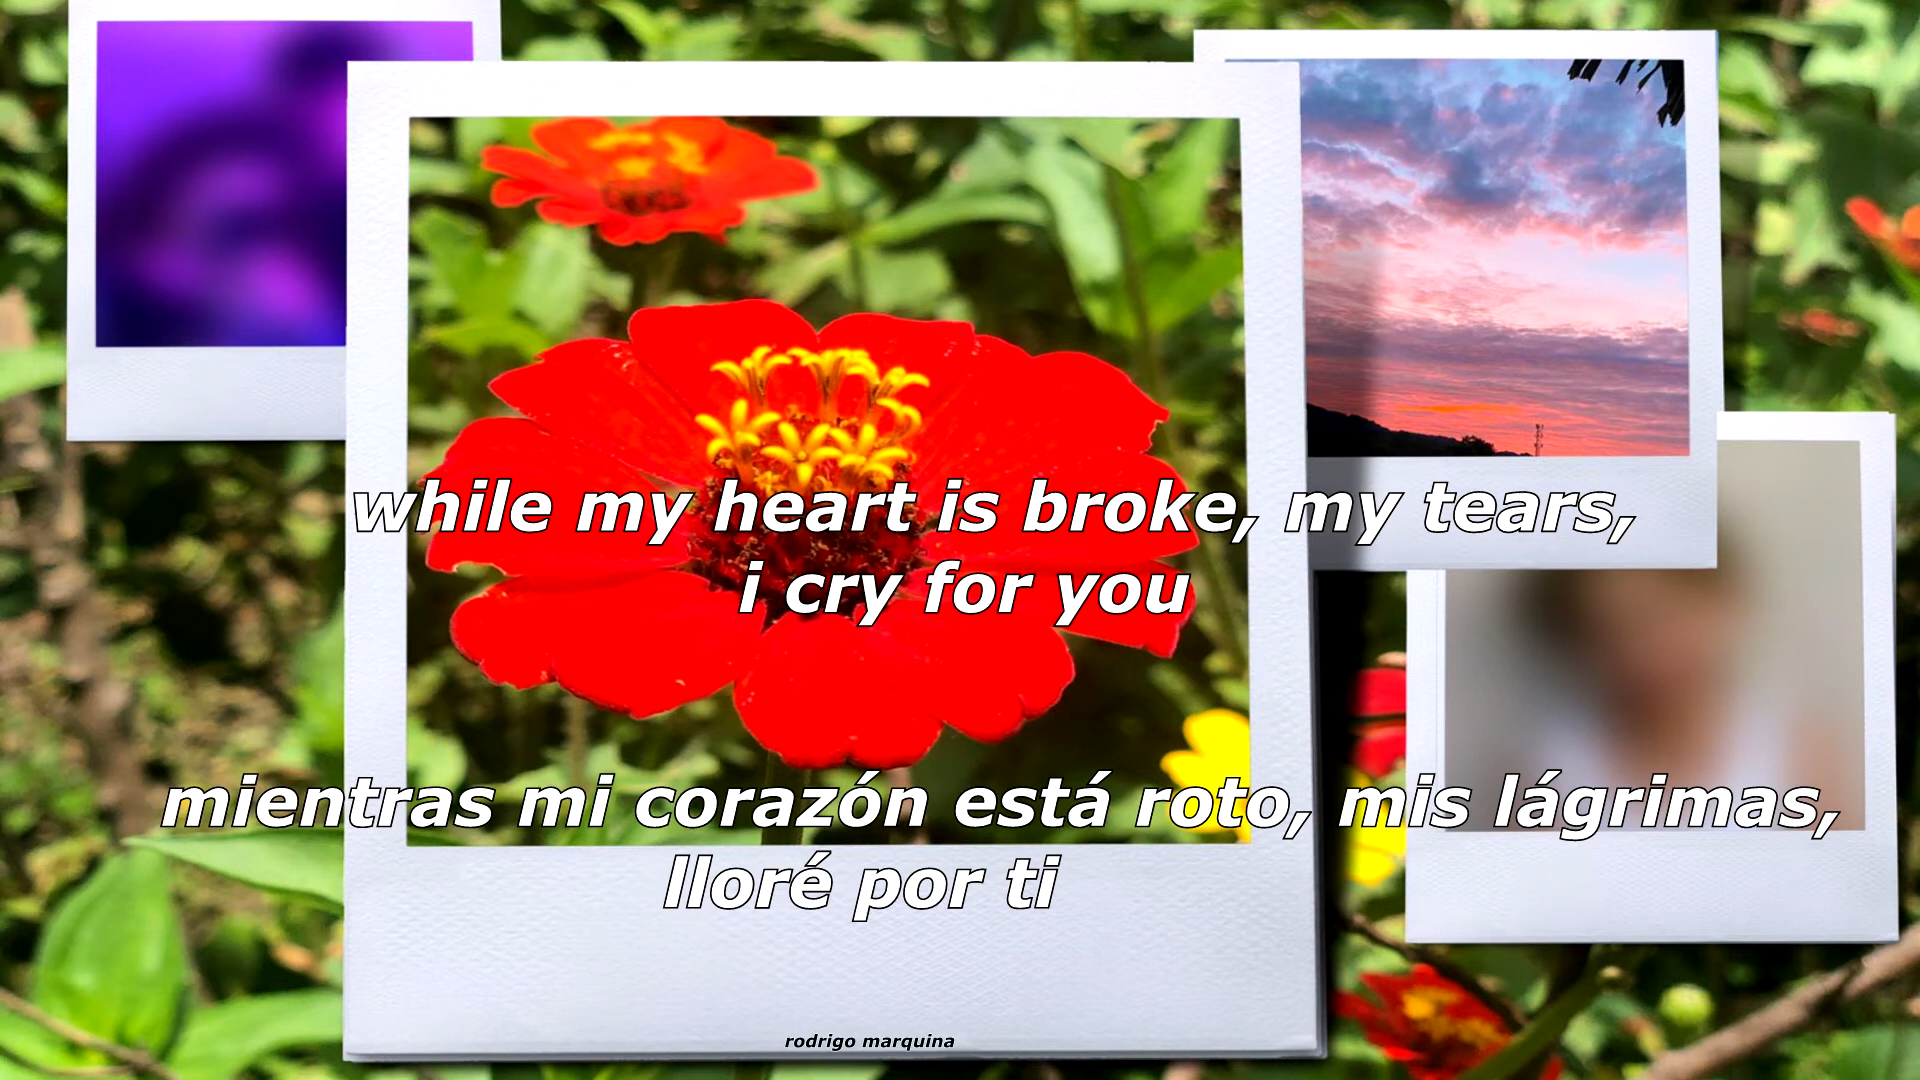 while my heart is broke, my tears,
i cry for you
mientras mi corazón está roto, mis lágrimas,
lloré por ti
rodrigo marquina